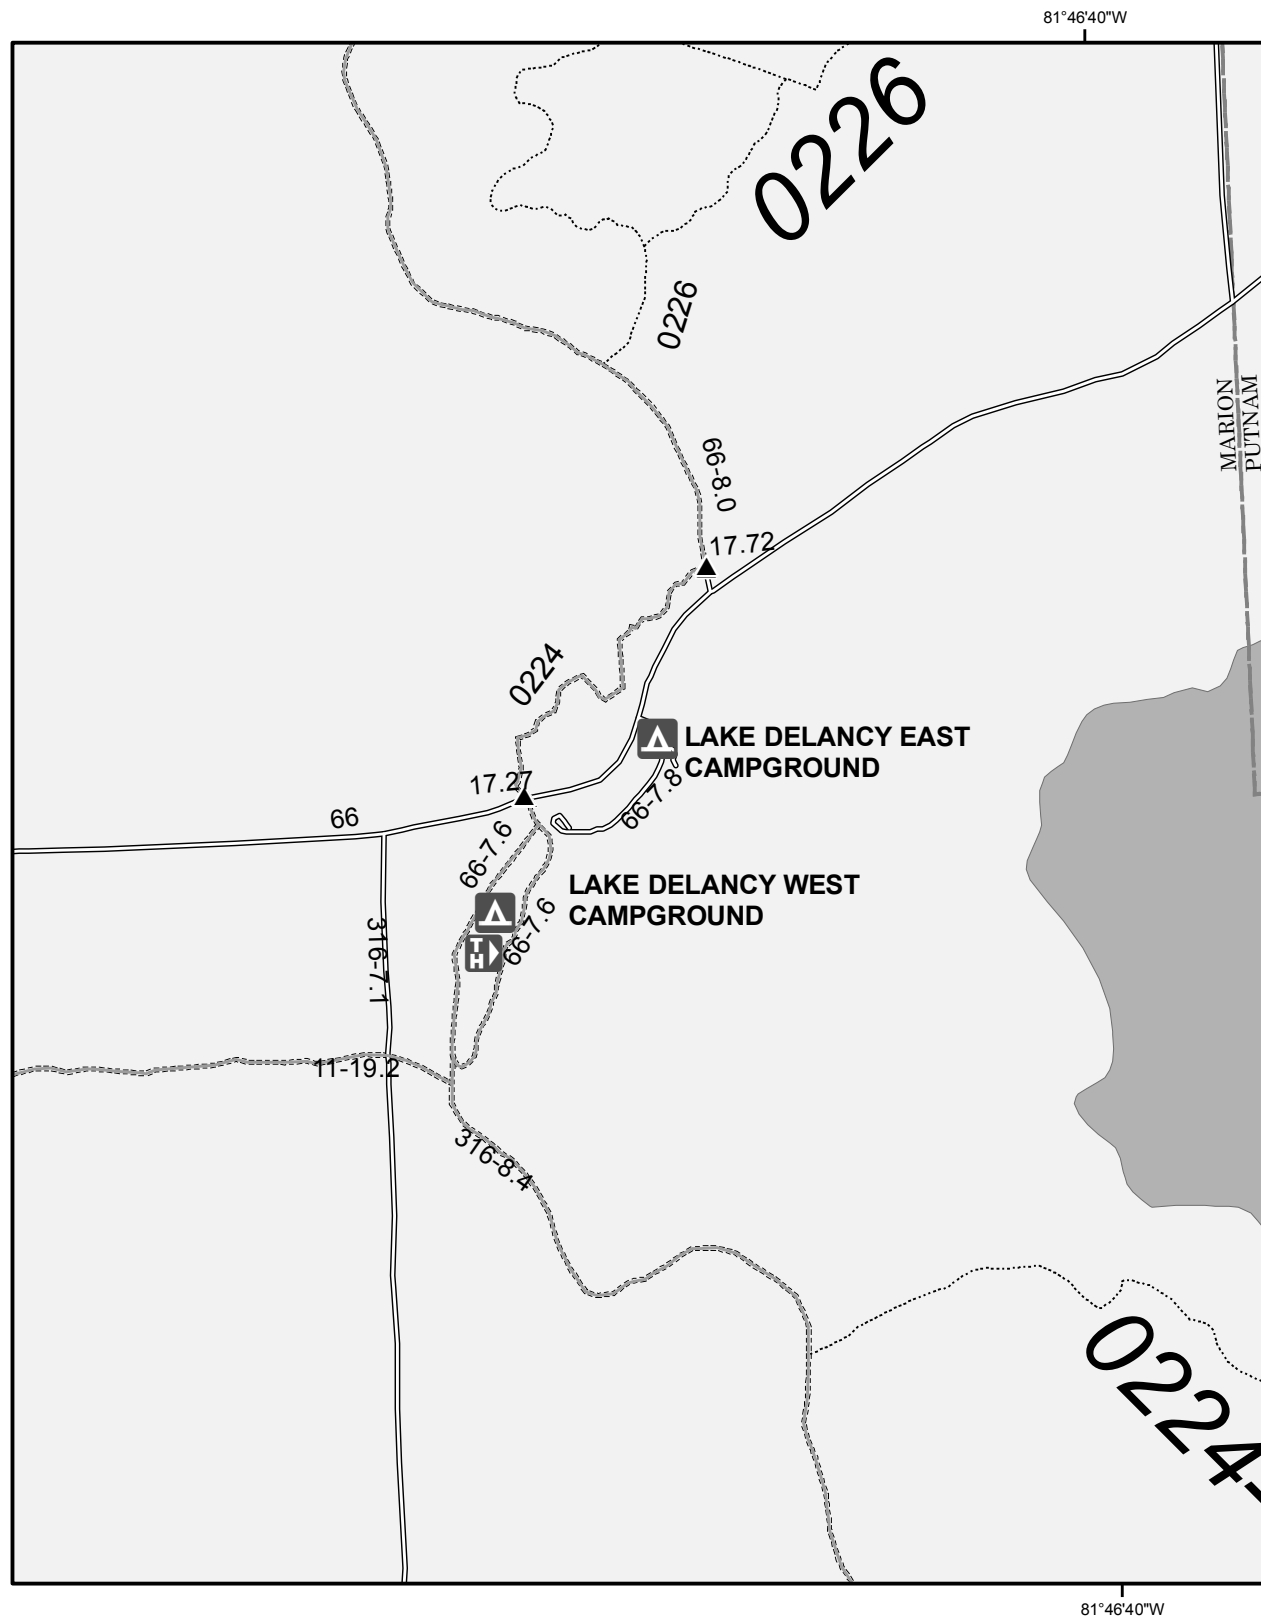 81°46'40"W
0226
0226
MARION
PUTNAM
66-8.0
17.72
0224
LAKE DELANCY EAST
CAMPGROUND
17.27
66-7.8
66
66-7.6
LAKE DELANCY WEST
CAMPGROUND
66-7.6
316-7.1
TH
11-19.2
316-8.4
0224-
81°46'40"W